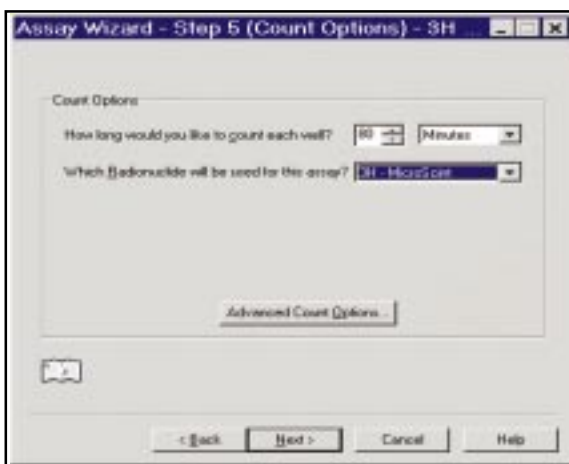 Assay Wizard - Step 5 (Count Options) - 3H ...
Count Options
How long would you like to count each well?
Minutes
Which Radionuclide will be used for this assay? 3H - MicroScint
Advanced Count Options...
< Back Next > Cancel Help